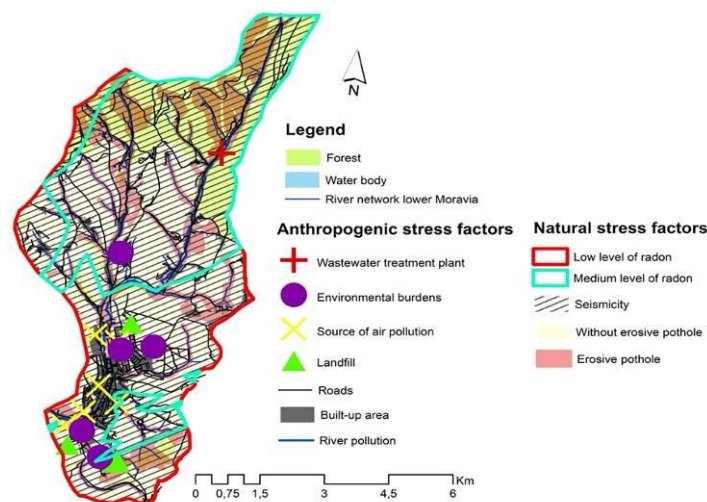 N
Legend
Forest
Water body
River network lower Moravia
Anthropogenic stress factors
Wastewater treatment plant
Environmental burdens
Source of air pollution
Landfill
Roads
Built-up area
River pollution
Natural stress factors
Low level of radon
Medium level of radon
Seismicity
Without erosive pothole
Erosive pothole
Km
0 0,75 1,5 3 4,5 6